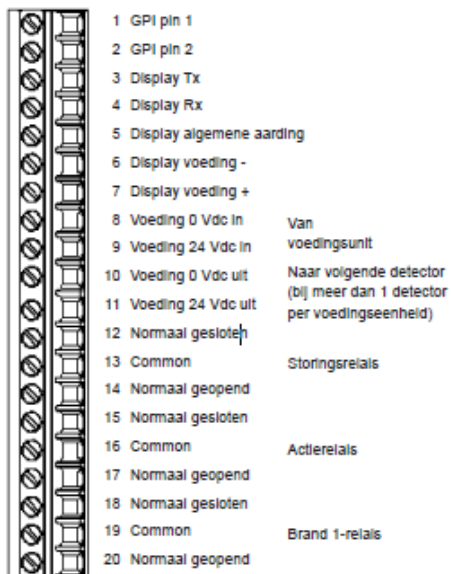 1 GPI pin 1
2 GPI pin 2
3 Display Tx
4 Display Rx
5 Display algemene aarding
6 Display voeding -
7 Display voeding +
8 Voeding 0 Vdc in
9 Voeding 24 Vdc in
Van
voedingsunit
10 Voeding 0 Vdc uit
11 Voeding 24 Vdc uit
Naar volgende detector
(bij meer dan 1 detector
per voedingseenheid)
12 Normaal gesloten
13 Common
14 Normaal geopend
Storingsrelais
15 Normaal gesloten
16 Common
17 Normaal geopend
Actierelais
18 Normaal gesloten
19 Common
20 Normaal geopend
Brand 1-relais